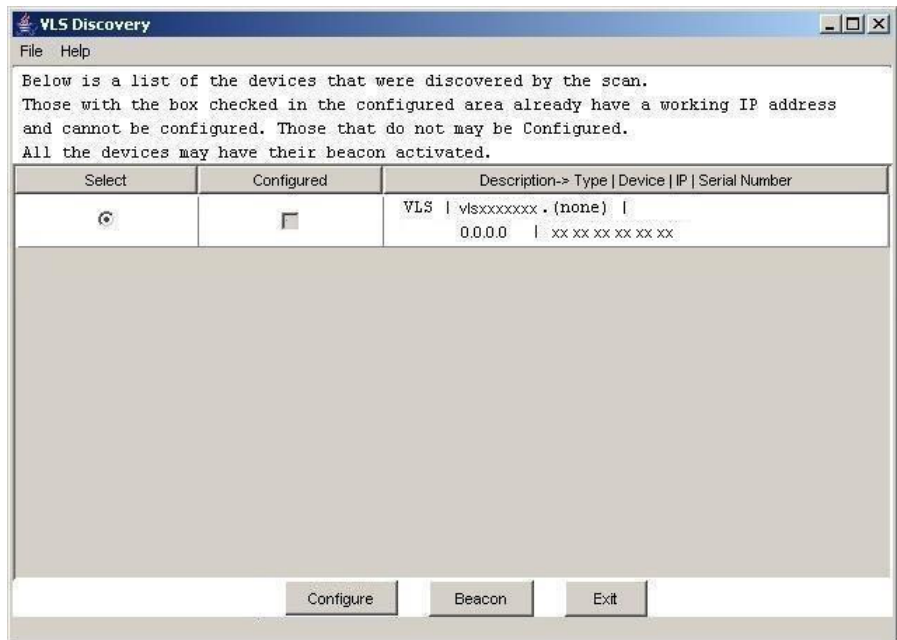 VLS Discovery
File Help
Below is a list of the devices that were discovered by the scan.
Those with the box checked in the configured area already have a working IP address
and cannot be configured. Those that do not may be Configured.
All the devices may have their beacon activated.
Select Configured Description-> Type | Device | IP | Serial Number
VLS | vlsxxxxxxx . (none) |
0.0.0.0 | xx xx xx xx xx xx
Configure Beacon Exit